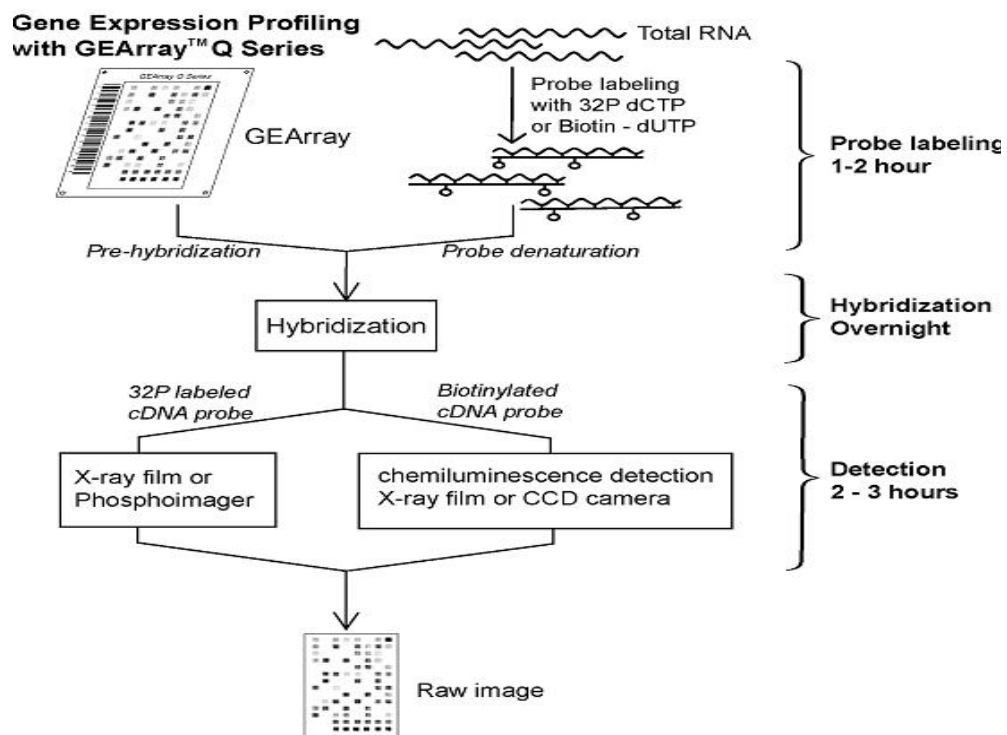 Gene Expression Profiling
with GEArray™ Q Series
Total RNA
GEArray Q Series
GEArray
Probe labeling
with 32P dCTP
or Biotin - dUTP
Probe labeling
1-2 hour
Pre-hybridization
Probe denaturation
Hybridization
Hybridization
Overnight
32P labeled
cDNA probe
Biotinylated
cDNA probe
X-ray film or
Phosphoimager
chemiluminescence detection
X-ray film or CCD camera
Detection
2 - 3 hours
Raw image